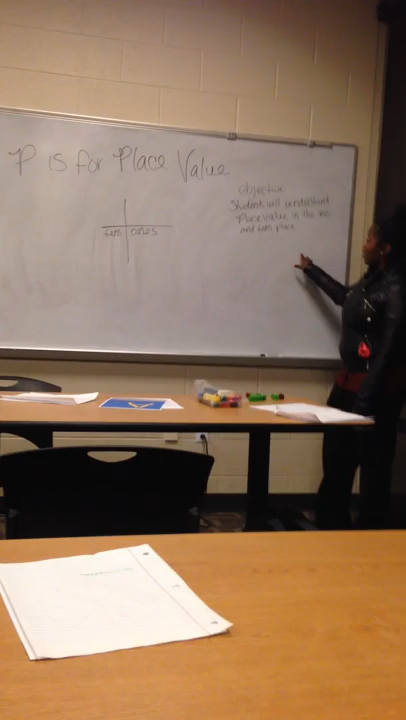 P is for Place Value
Objective
Students will understand
Place value in the ones
and tens place
tens ones